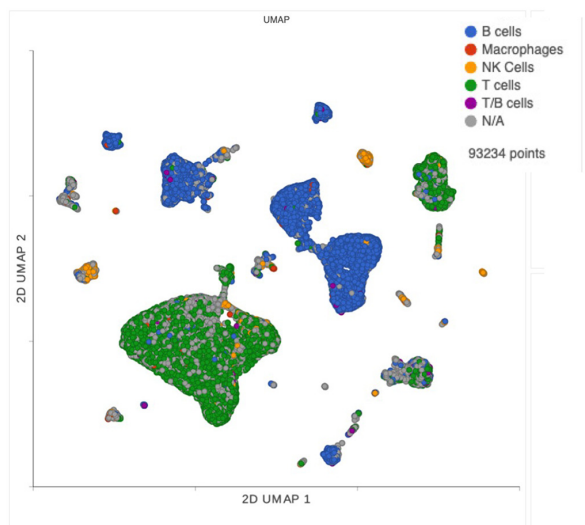 UMAP
B cells
Macrophages
NK Cells
T cells
T/B cells
N/A
93234 points
2D UMAP 2
2D UMAP 1